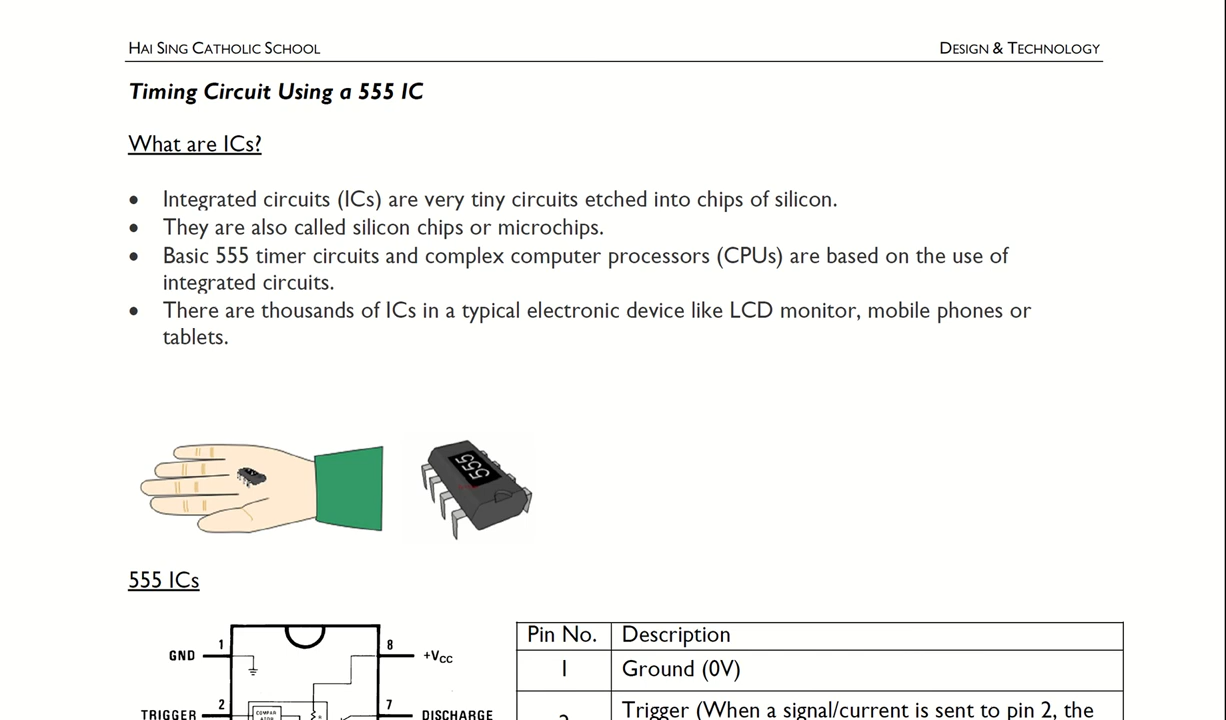 HAI SING CATHOLIC SCHOOL DESIGN & TECHNOLOGY
Timing Circuit Using a 555 IC
What are ICs?
• Integrated circuits (ICs) are very tiny circuits etched into chips of silicon.
• They are also called silicon chips or microchips.
• Basic 555 timer circuits and complex computer processors (CPUs) are based on the use of
integrated circuits.
• There are thousands of ICs in a typical electronic device like LCD monitor, mobile phones or
tablets.
555
555 ICs
Pin No. Description
1 8
GND +VCC
1 Ground (0V)
2 7
TRIGGER COMPAR DISCHARGE
ATOR
Trigger (When a signal/current is sent to pin 2, the